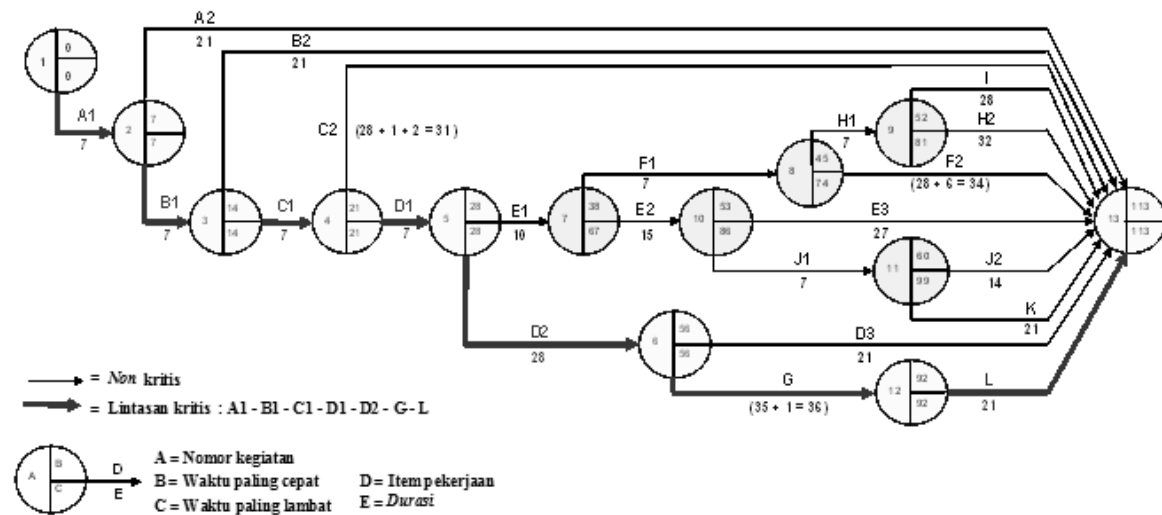 A2
21
B2
21
1
0
0
A1
7
2
7
7
C2
(28 + 1 + 2 = 31)
I
28
H1
7
9
52
81
H2
32
8
45
74
F1
7
F2
(28 + 6 = 34)
B1
7
3
14
14
C1
7
4
21
21
D1
7
5
28
28
E1
10
7
38
67
E2
15
10
53
86
E3
27
13
113
113
J1
7
11
60
99
J2
14
K
21
D2
28
6
56
56
D3
21
G
(35 + 1 = 36)
12
92
92
L
21
= Non kritis
= Lintasan kritis : A1 - B1 - C1 - D1 - D2 - G - L
A
B
C
D
E
A = Nomor kegiatan
B = Waktu paling cepat
C = Waktu paling lambat
D = Item pekerjaan
E = Durasi